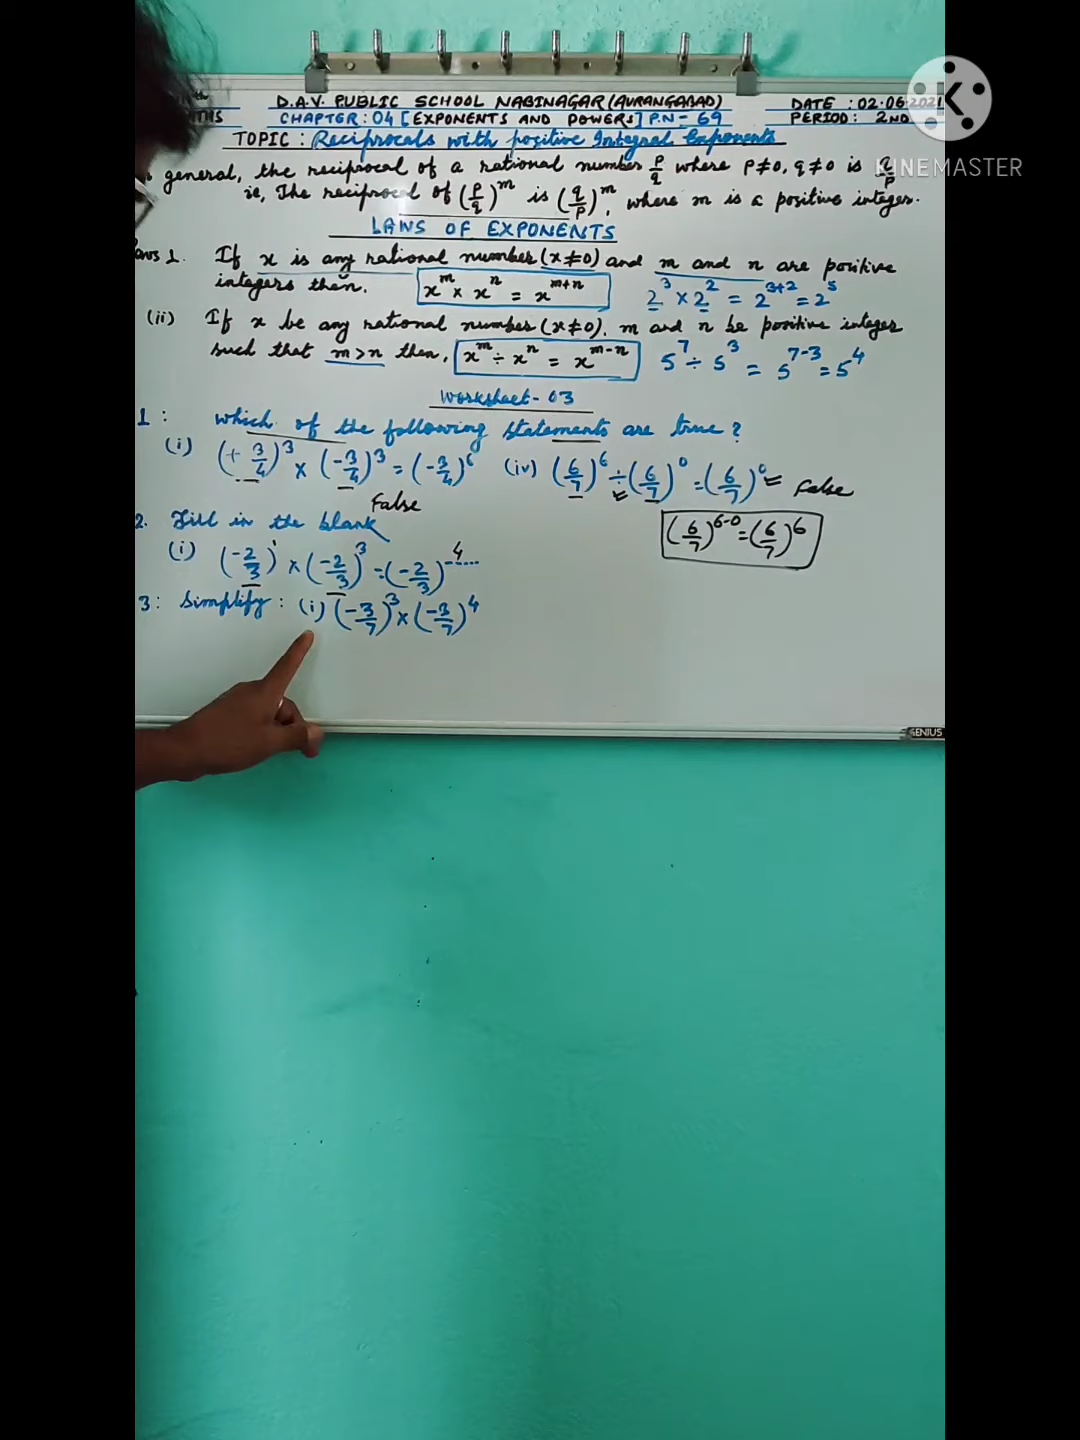 D.A.V. PUBLIC SCHOOL NABINAGAR (AURANGABAD) DATE : 02.06.2021
CHAPTER : 04 [EXPONENTS AND POWERS] P.N - 69 PERIOD : 2ND
TOPIC : Reciprocals with positive Integral Exponents
KINEMASTER
general, the reciprocal of a rational number p/q where p≠0, q≠0 is q/p
ie, The reciprocal of (p/q)^m is (q/p)^m, where m is a positive integer.
LAWS OF EXPONENTS
Laws 1. If x is any rational number (x≠0) and m and n are positive
integers then. x^m × x^n = x^(m+n) 2^3 × 2^2 = 2^(3+2) = 2^5
(ii) If x be any rational number (x≠0). m and n be positive integer
such that m>n then, x^m ÷ x^n = x^(m-n) 5^7 ÷ 5^3 = 5^(7-3) = 5^4
Worksheet - 03
1 : Which of the following statements are true ?
(i) (+3/4)^3 × (-3/4)^3 = (-3/4)^6 (iv) (6/7)^6 ÷ (6/7)^0 = (6/7)^0 = False
False
2. Fill in the blank (6/7)^(6-0) = (6/7)^6
(i) (-2/3)^1 × (-2/3)^3 = (-2/3)^4
3 : Simplify : (i) (-3/7)^3 × (-3/7)^4
GENIUS